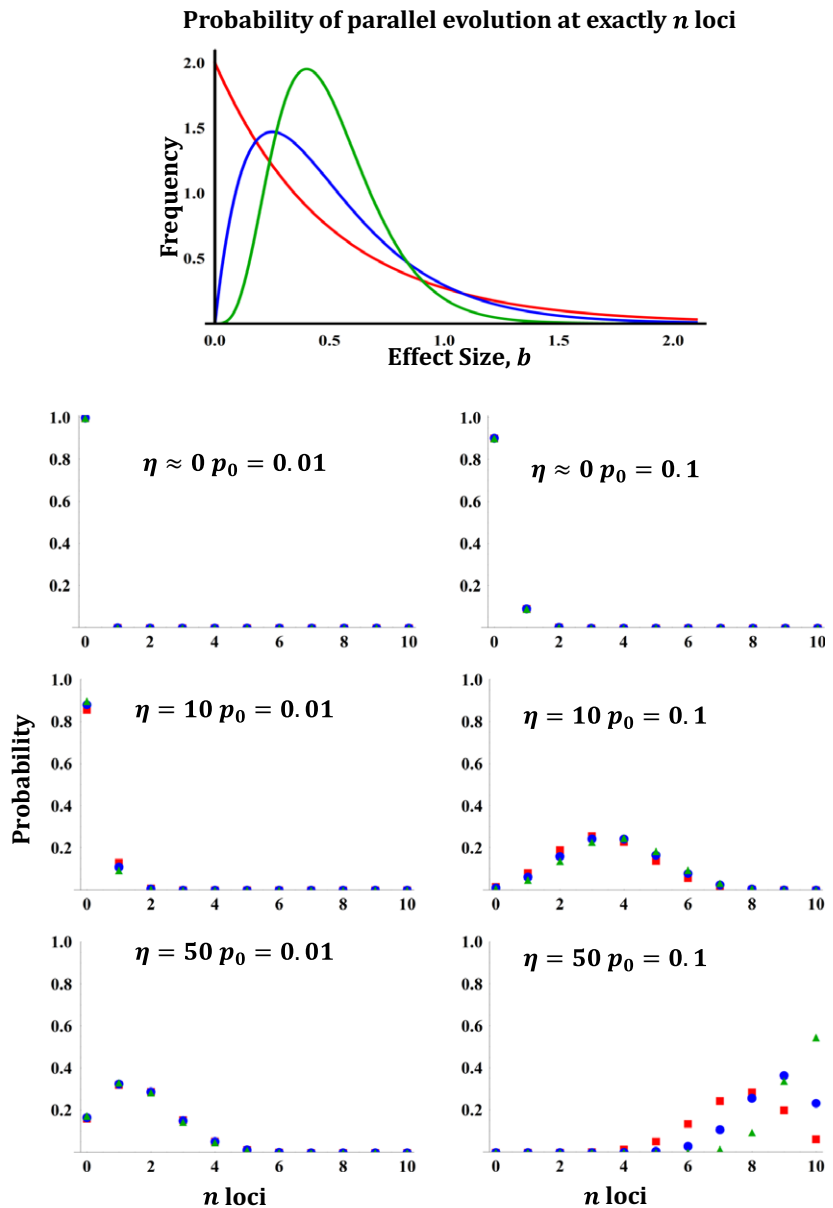 Probability of parallel evolution at exactly n loci
2.0
1.5
1.0
0.5
Frequency
0.0 0.5 1.0 1.5 2.0
Effect Size, b
1.0
0.8
0.6
0.4
0.2
η ≈ 0 p₀ = 0.01
0 2 4 6 8 10
1.0
0.8
0.6
0.4
0.2
η ≈ 0 p₀ = 0.1
0 2 4 6 8 10
Probability
1.0
0.8
0.6
0.4
0.2
η = 10 p₀ = 0.01
0 2 4 6 8 10
1.0
0.8
0.6
0.4
0.2
η = 10 p₀ = 0.1
0 2 4 6 8 10
1.0
0.8
0.6
0.4
0.2
η = 50 p₀ = 0.01
0 2 4 6 8 10
n loci
1.0
0.8
0.6
0.4
0.2
η = 50 p₀ = 0.1
0 2 4 6 8 10
n loci